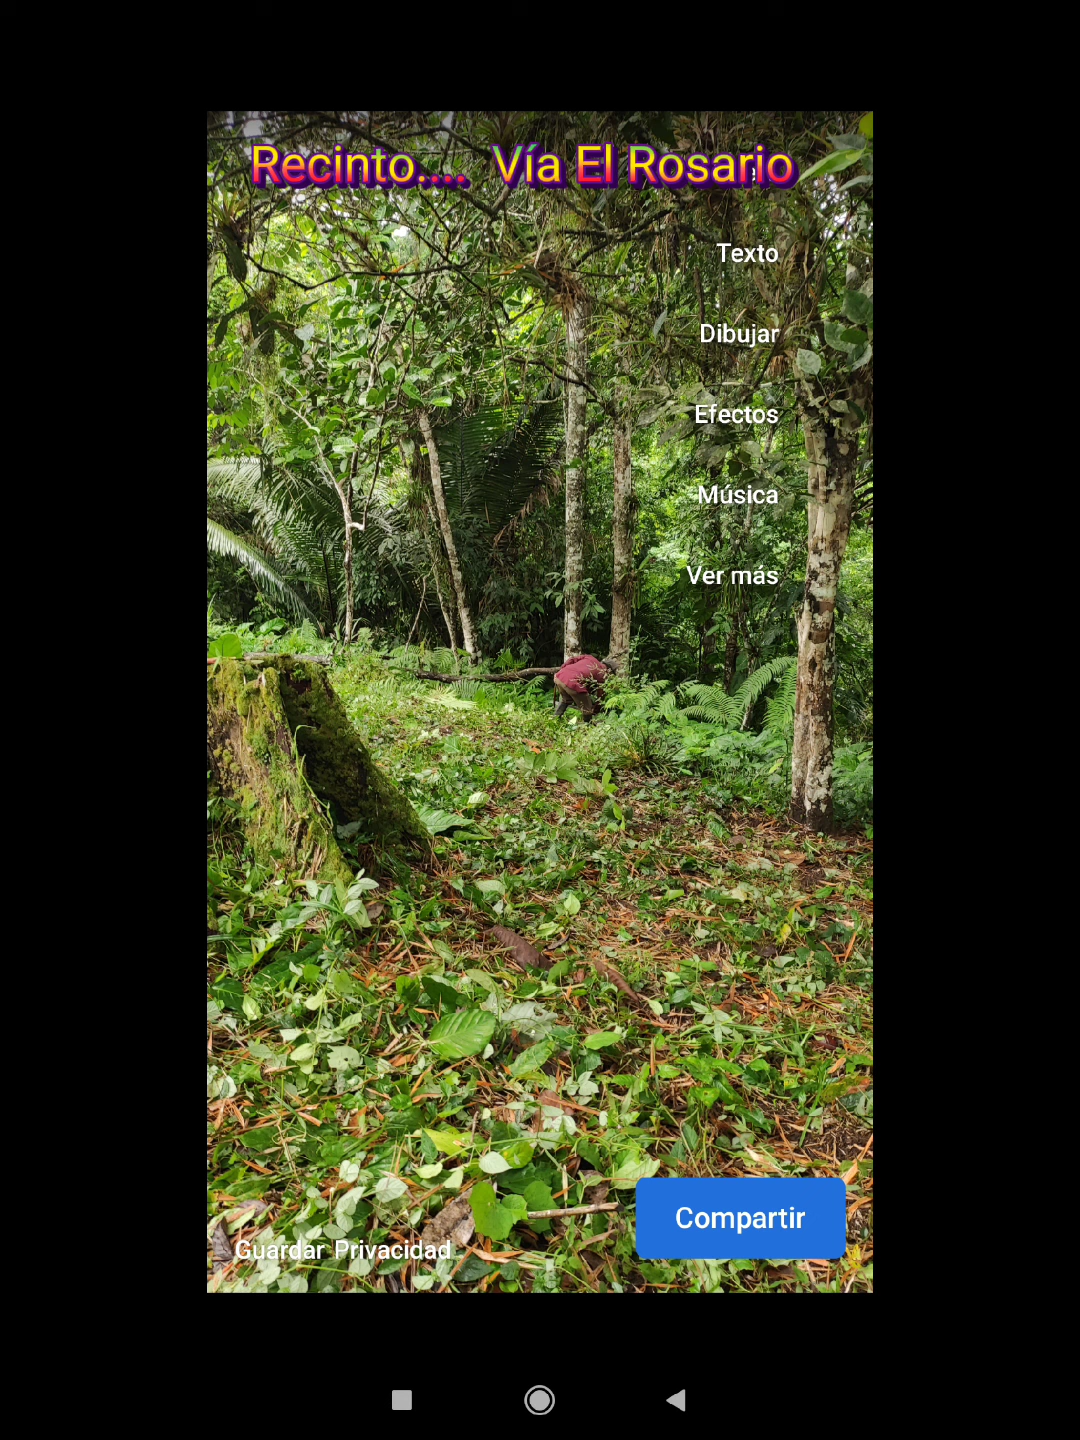 Recinto.... Vía El Rosario
Texto
Dibujar
Efectos
Música
Ver más
Compartir
Guardar Privacidad